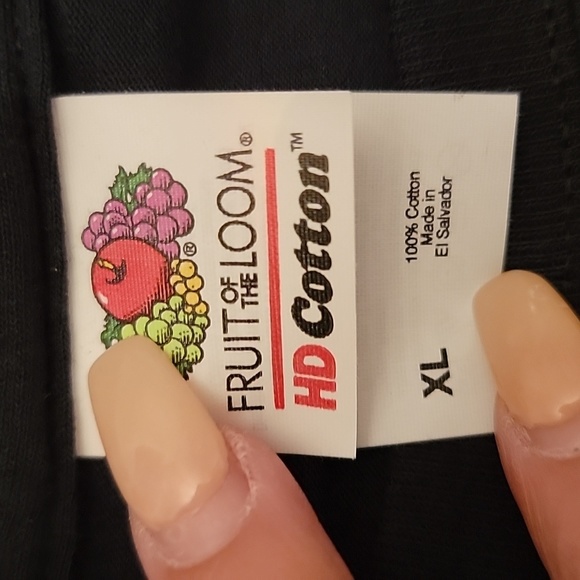 ®
FRUIT OF THE LOOM®
HD Cotton™
100% Cotton
Made in
El Salvador
XL